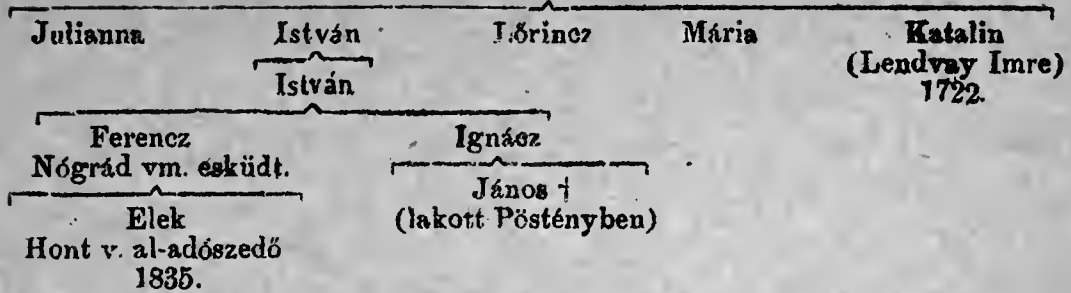 Julianna István Lőrincz Mária Katalin
(Lendvay Imre)
1722.
István
Ferencz Ignácz
Nógrád vm. esküdt.
János †
(lakott Pöstényben)
Elek
Hont v. al-adószedő
1835.